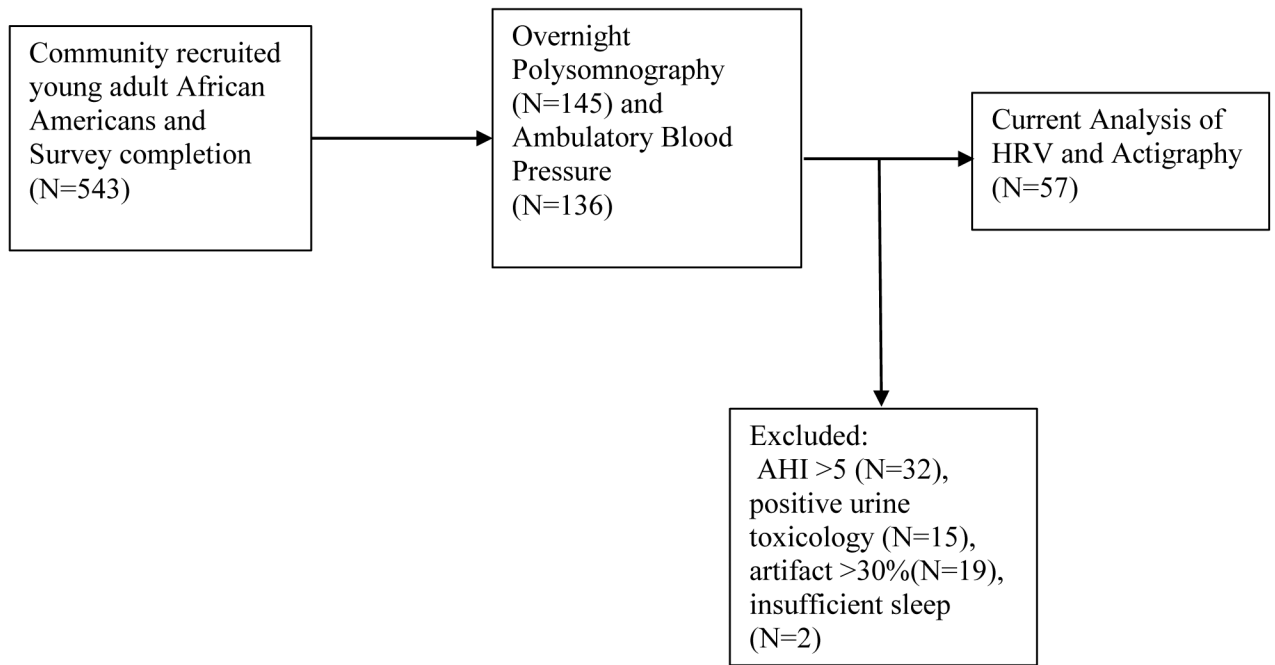 Community recruited
young adult African
Americans and
Survey completion
(N=543)
Overnight
Polysomnography
(N=145) and
Ambulatory Blood
Pressure
(N=136)
Current Analysis of
HRV and Actigraphy
(N=57)
Excluded:
AHI >5 (N=32),
positive urine
toxicology (N=15),
artifact >30%(N=19),
insufficient sleep
(N=2)